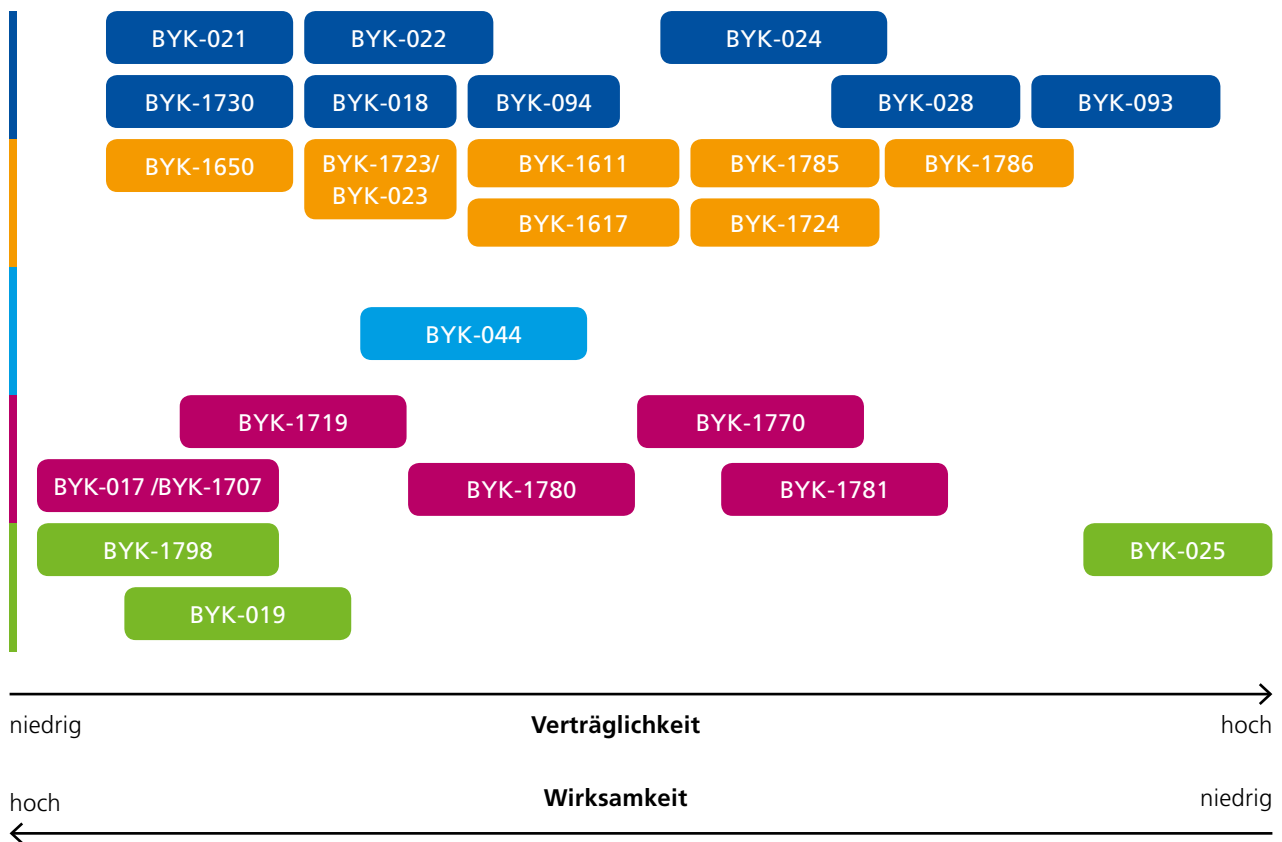 BYK-021
BYK-022
BYK-024
BYK-1730
BYK-018
BYK-094
BYK-028
BYK-093
BYK-1650
BYK-1723/
BYK-023
BYK-1611
BYK-1785
BYK-1786
BYK-1617
BYK-1724
BYK-044
BYK-1719
BYK-1770
BYK-017 /BYK-1707
BYK-1780
BYK-1781
BYK-1798
BYK-025
BYK-019
niedrig
Verträglichkeit
hoch
hoch
Wirksamkeit
niedrig